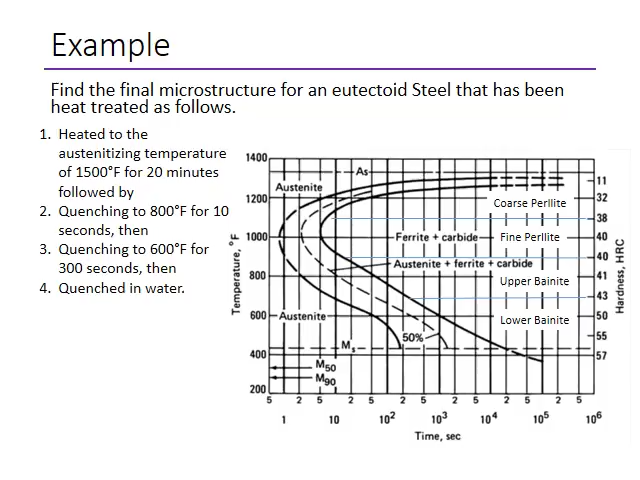 Example
Find the final microstructure for an eutectoid Steel that has been
heat treated as follows.
1. Heated to the
austenitizing temperature
of 1500°F for 20 minutes
followed by
2. Quenching to 800°F for 10
seconds, then
3. Quenching to 600°F for
300 seconds, then
4. Quenched in water.
1400
1200
1000
800
600
400
200
Temperature, °F
As
Austenite
Coarse Perllite
Ferrite + carbide
Fine Perllite
Austenite + ferrite + carbide
Upper Bainite
Austenite
Lower Bainite
50%
Ms
M50
M90
11
32
38
40
40
41
43
50
55
57
Hardness, HRC
5 2 5 2 5 2 5 2 5 2 5 2 5
1 10 10² 10³ 10⁴ 10⁵ 10⁶
Time, sec